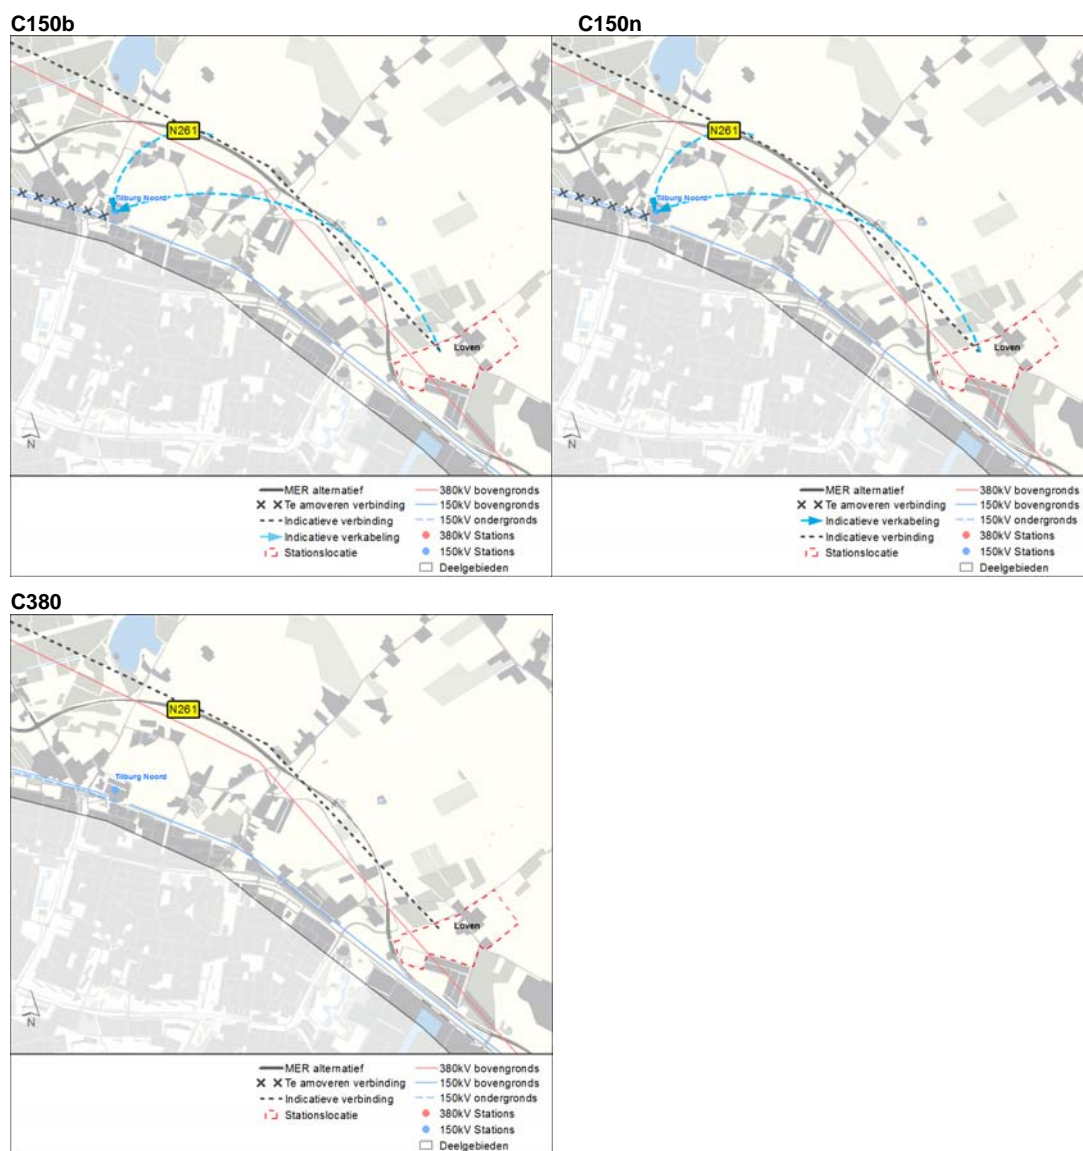 C150b
C150n
N261
Tilburg Noord
Loven
N
MER alternatief
Te amoveren verbinding
Indicatieve verbinding
Indicatieve verkabeling
Stationslocatie
380kV bovengronds
150kV bovengronds
150kV ondergronds
380kV Stations
150kV Stations
Deelgebieden
N261
Tilburg Noord
Loven
N
MER alternatief
Te amoveren verbinding
Indicatieve verkabeling
Indicatieve verbinding
Stationslocatie
380kV bovengronds
150kV bovengronds
150kV ondergronds
380kV Stations
150kV Stations
Deelgebieden
C380
N261
Tilburg Noord
Loven
N
MER alternatief
Te amoveren verbinding
Indicatieve verbinding
Stationslocatie
380kV bovengronds
150kV bovengronds
150kV ondergronds
380kV Stations
150kV Stations
Deelgebieden